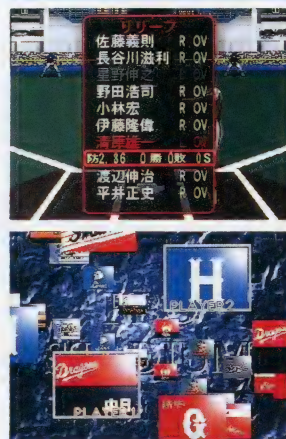 リリーフ
佐藤義則 R OV
長谷川滋利 R OV
星野伸之
野田浩司 R OV
小林宏 R OV
伊藤隆偉 R OV
清原雄一 R OV
防2.86 0勝 0敗 0S
渡辺伸治 R OV
平井正史 R OV
H
PLAYER2
Dragons
Dragons
Dragons
中日
PLAYER1
G